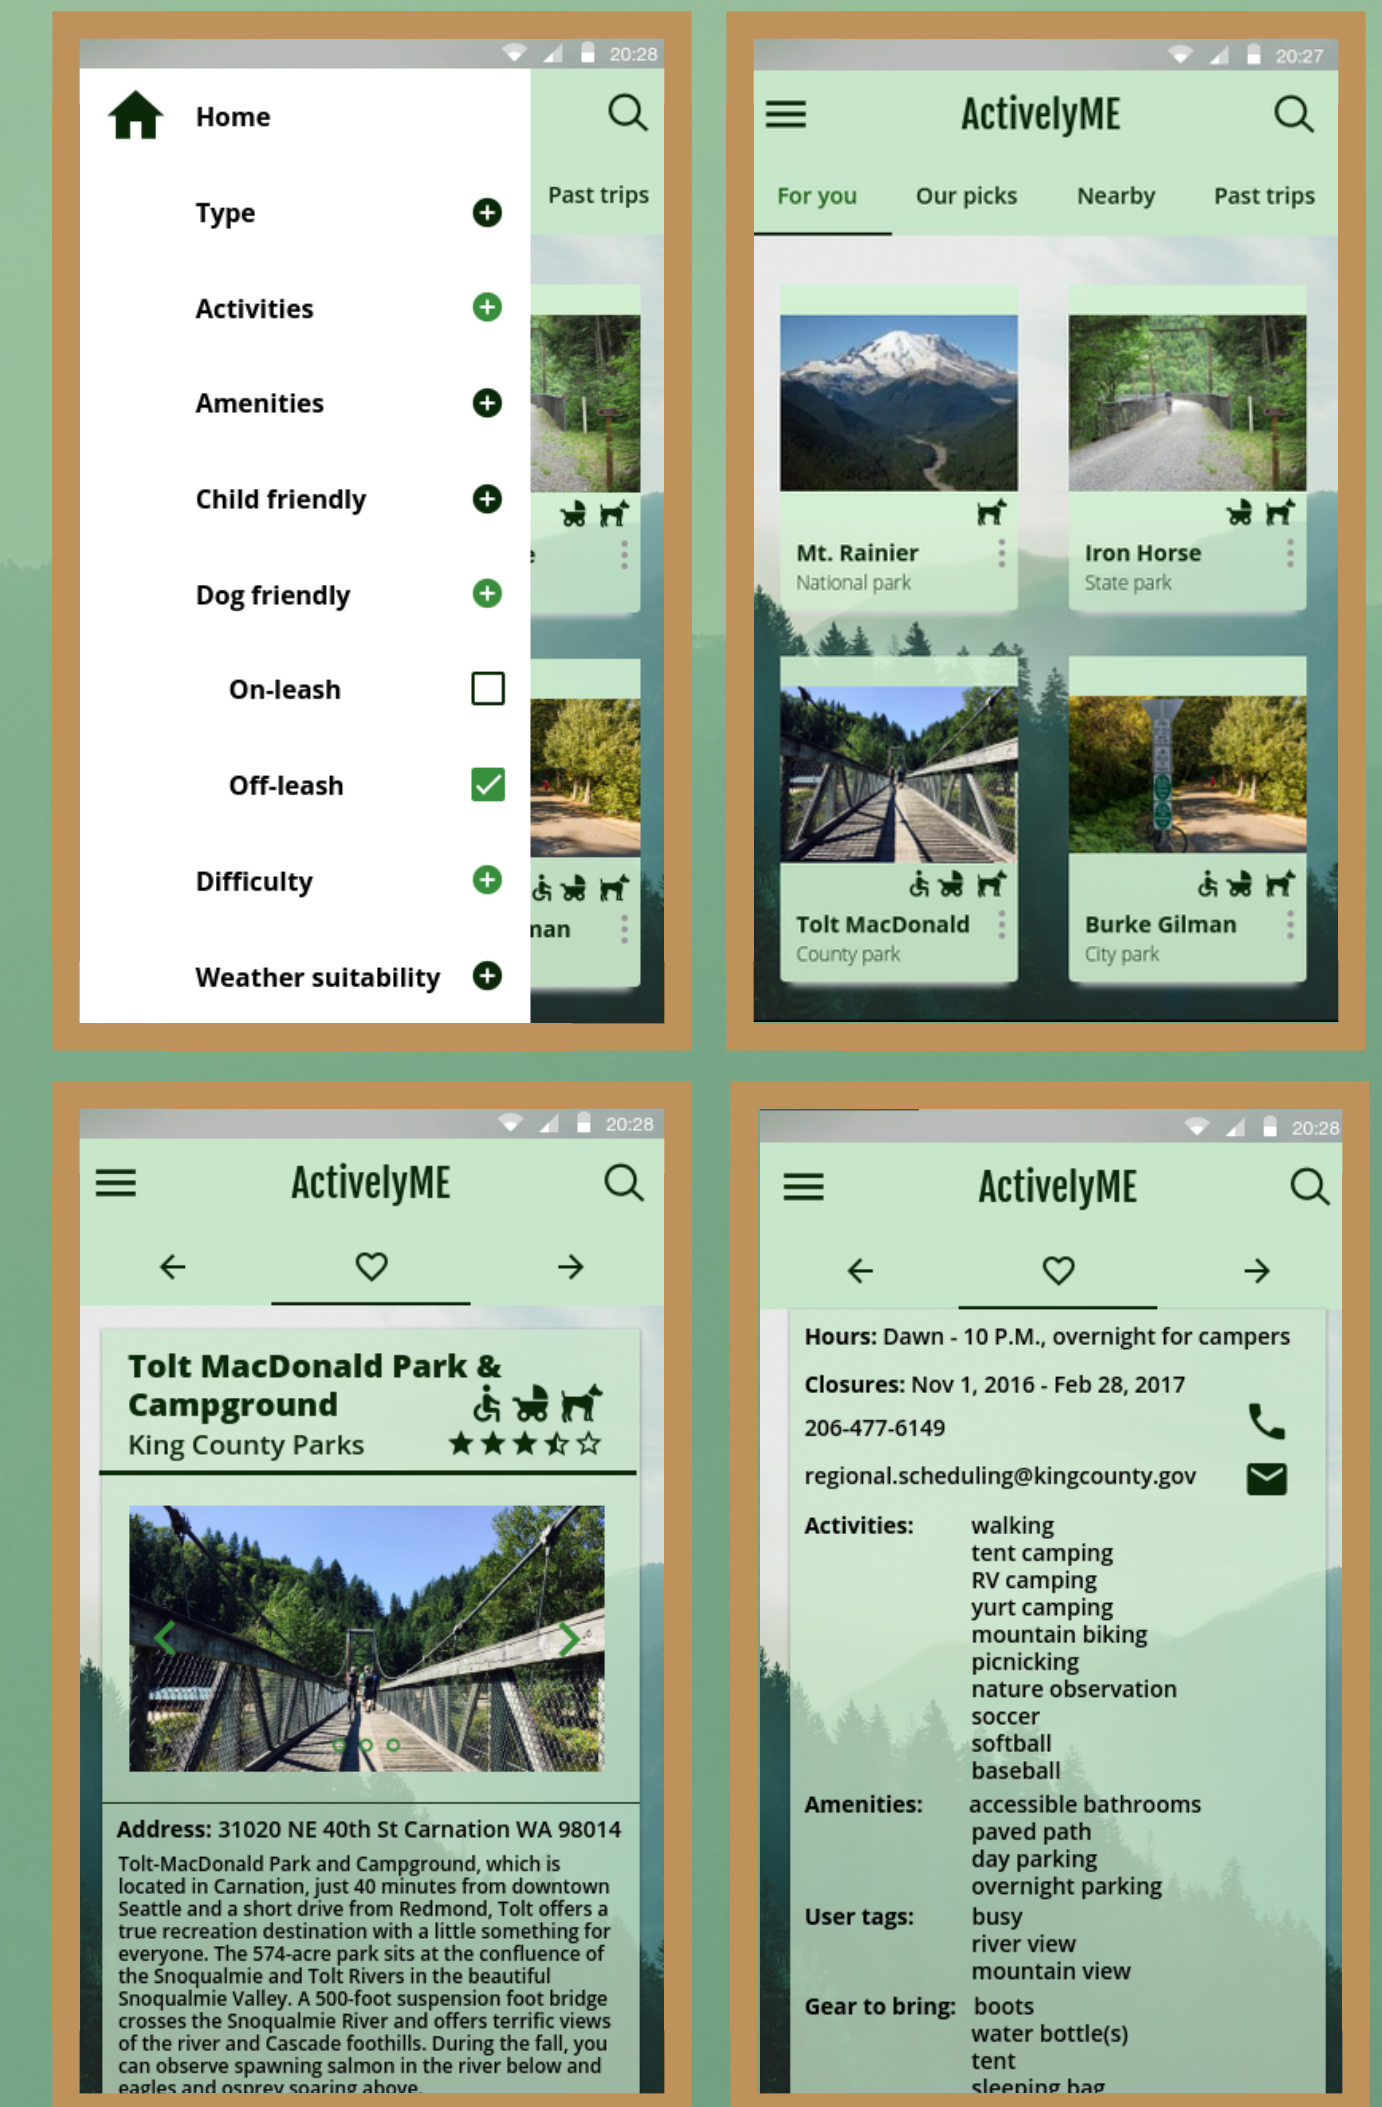 20:28
Home
Past trips
Type
Activities
Amenities
Child friendly
Dog friendly
On-leash
Off-leash
Difficulty
man
Weather suitability
20:27
ActivelyME
For you Our picks Nearby Past trips
Mt. Rainier
National park
Iron Horse
State park
Tolt MacDonald
County park
Burke Gilman
City park
20:28
ActivelyME
Tolt MacDonald Park &
Campground
King County Parks
Address: 31020 NE 40th St Carnation WA 98014
Tolt-MacDonald Park and Campground, which is
located in Carnation, just 40 minutes from downtown
Seattle and a short drive from Redmond, Tolt offers a
true recreation destination with a little something for
everyone. The 574-acre park sits at the confluence of
the Snoqualmie and Tolt Rivers in the beautiful
Snoqualmie Valley. A 500-foot suspension foot bridge
crosses the Snoqualmie River and offers terrific views
of the river and Cascade foothills. During the fall, you
can observe spawning salmon in the river below and
eagles and osprey soaring above.
20:28
ActivelyME
Hours: Dawn - 10 P.M., overnight for campers
Closures: Nov 1, 2016 - Feb 28, 2017
206-477-6149
regional.scheduling@kingcounty.gov
Activities: walking
tent camping
RV camping
yurt camping
mountain biking
picnicking
nature observation
soccer
softball
baseball
Amenities: accessible bathrooms
paved path
day parking
overnight parking
User tags: busy
river view
mountain view
Gear to bring: boots
water bottle(s)
tent
sleeping bag